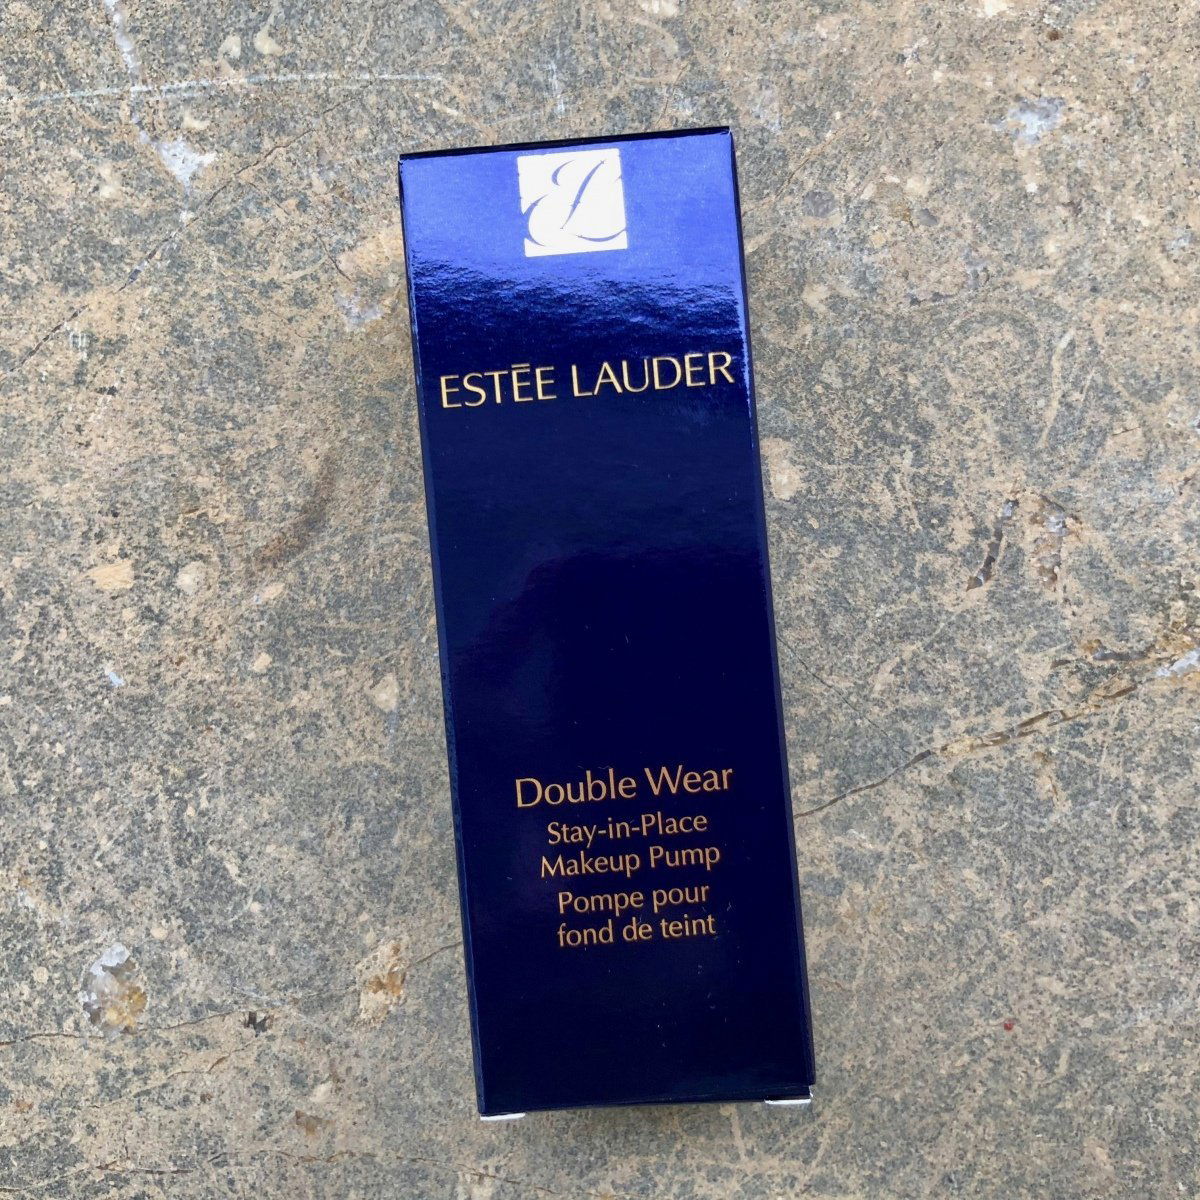 ESTĒE LAUDER
Double Wear
Stay-in-Place
Makeup Pump
Pompe pour
fond de teint